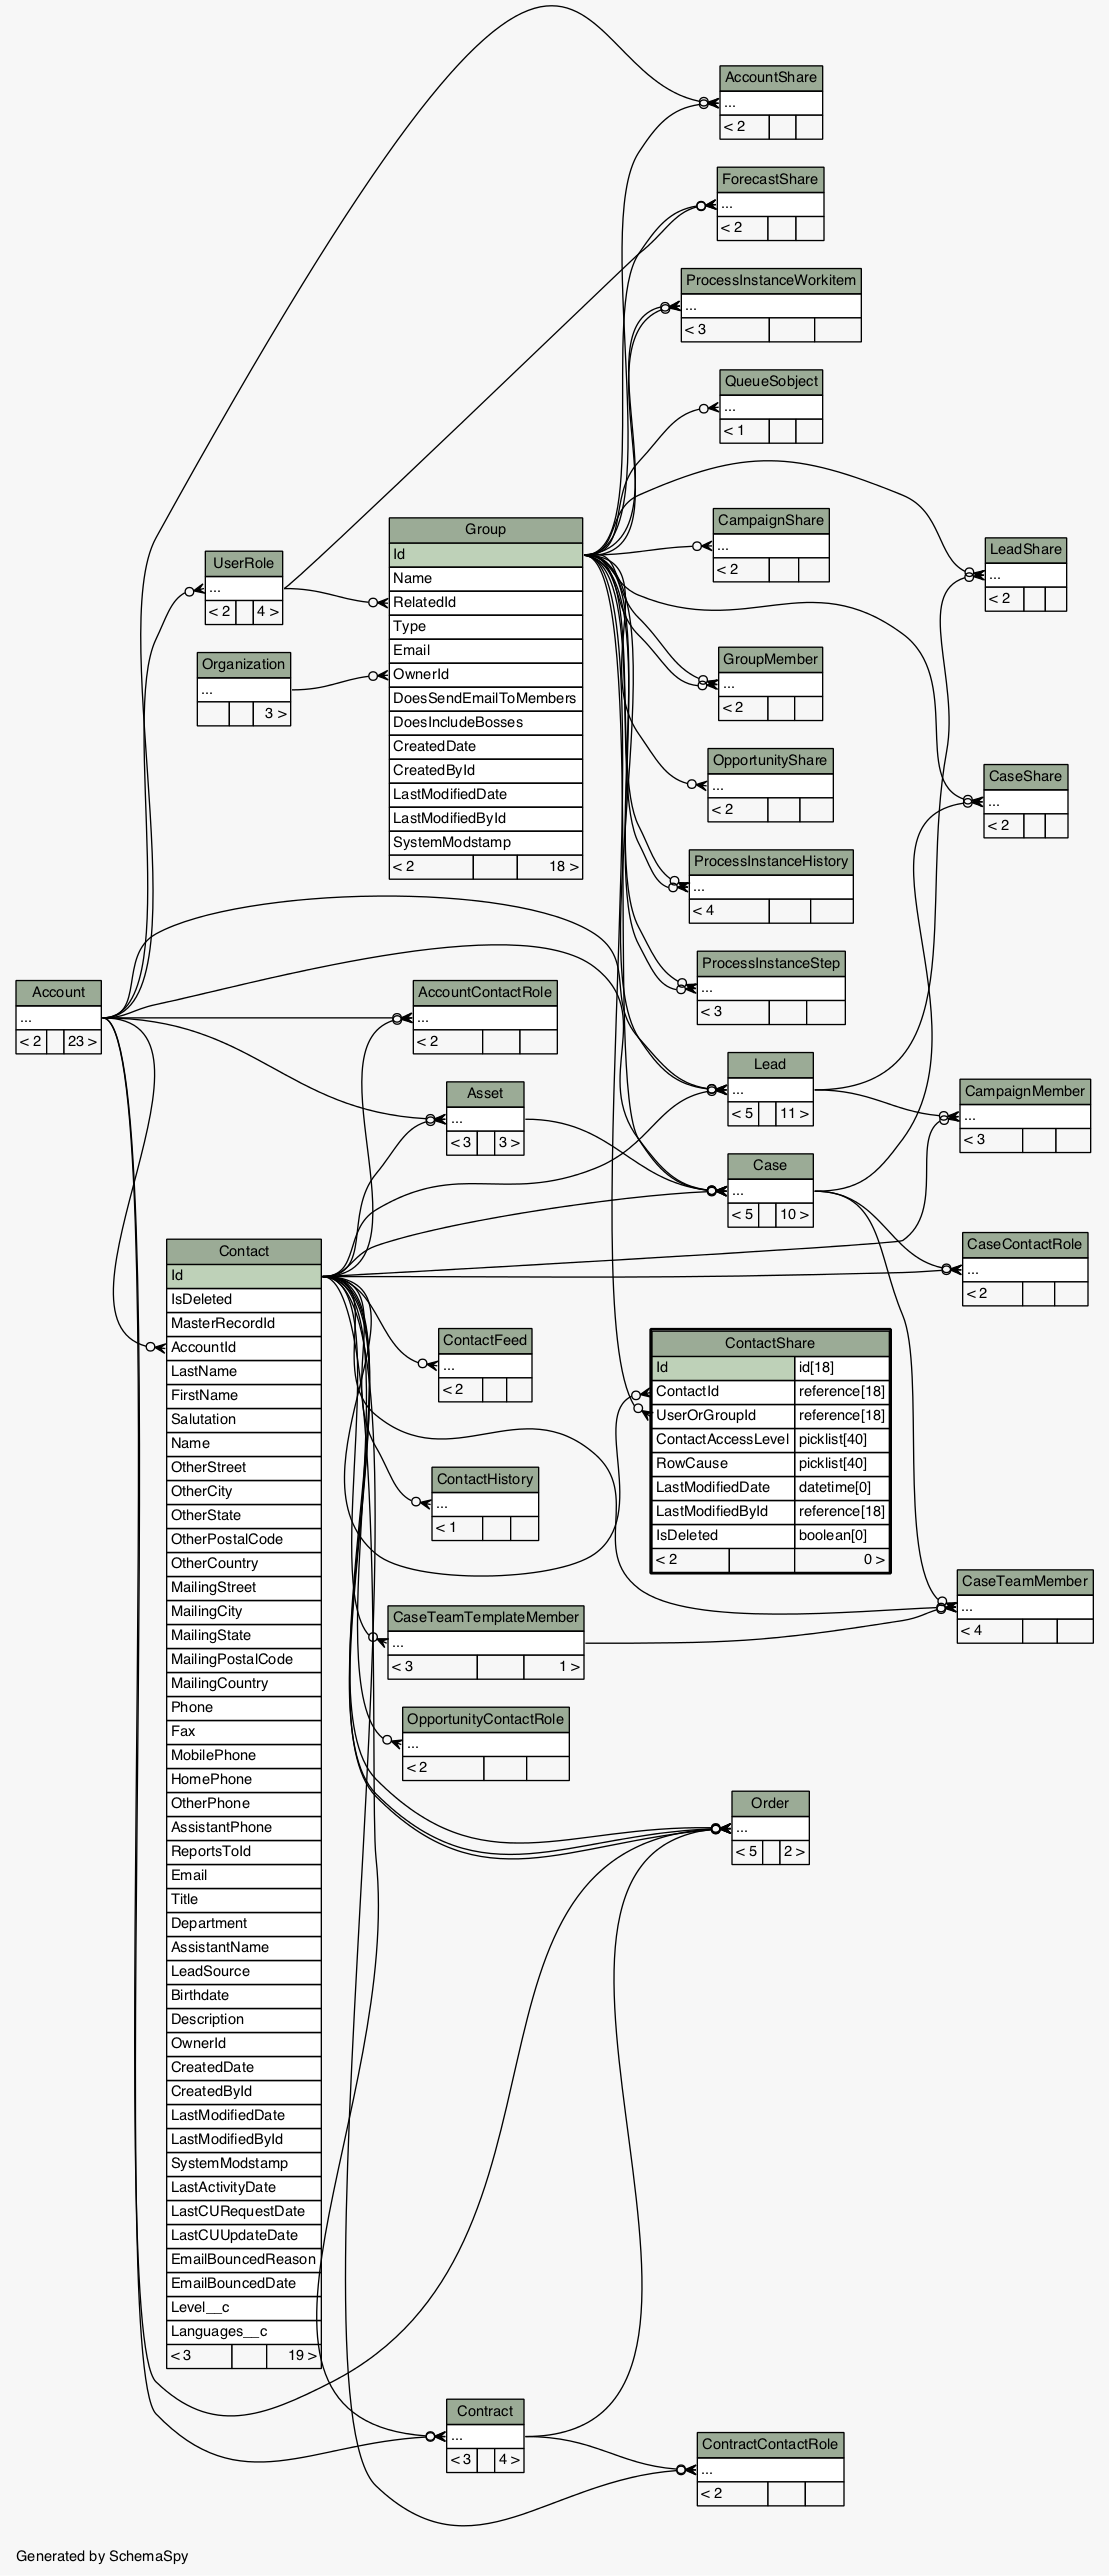 AccountShare
...
< 2
ForecastShare
...
< 2
ProcessInstanceWorkitem
...
< 3
QueueSobject
...
< 1
CampaignShare
...
< 2
LeadShare
...
< 2
Group
Id
Name
RelatedId
Type
Email
OwnerId
DoesSendEmailToMembers
DoesIncludeBosses
CreatedDate
CreatedById
LastModifiedDate
LastModifiedById
SystemModstamp
< 2 18 >
UserRole
...
< 2 4 >
Organization
...
3 >
GroupMember
...
< 2
OpportunityShare
...
< 2
CaseShare
...
< 2
ProcessInstanceHistory
...
< 4
ProcessInstanceStep
...
< 3
Account
...
< 2 23 >
AccountContactRole
...
< 2
Asset
...
< 3 3 >
Lead
...
< 5 11 >
CampaignMember
...
< 3
Case
...
< 5 10 >
CaseContactRole
...
< 2
Contact
Id
IsDeleted
MasterRecordId
AccountId
LastName
FirstName
Salutation
Name
OtherStreet
OtherCity
OtherState
OtherPostalCode
OtherCountry
MailingStreet
MailingCity
MailingState
MailingPostalCode
MailingCountry
Phone
Fax
MobilePhone
HomePhone
OtherPhone
AssistantPhone
ReportsToId
Email
Title
Department
AssistantName
LeadSource
Birthdate
Description
OwnerId
CreatedDate
CreatedById
LastModifiedDate
LastModifiedById
SystemModstamp
LastActivityDate
LastCURequestDate
LastCUUpdateDate
EmailBouncedReason
EmailBouncedDate
Level__c
Languages__c
< 3 19 >
ContactFeed
...
< 2
ContactShare
Id id[18]
ContactId reference[18]
UserOrGroupId reference[18]
ContactAccessLevel picklist[40]
RowCause picklist[40]
LastModifiedDate datetime[0]
LastModifiedById reference[18]
IsDeleted boolean[0]
< 2 0 >
ContactHistory
...
< 1
CaseTeamMember
...
< 4
CaseTeamTemplateMember
...
< 3 1 >
OpportunityContactRole
...
< 2
Order
...
< 5 2 >
Contract
...
< 3 4 >
ContractContactRole
...
< 2
Generated by SchemaSpy